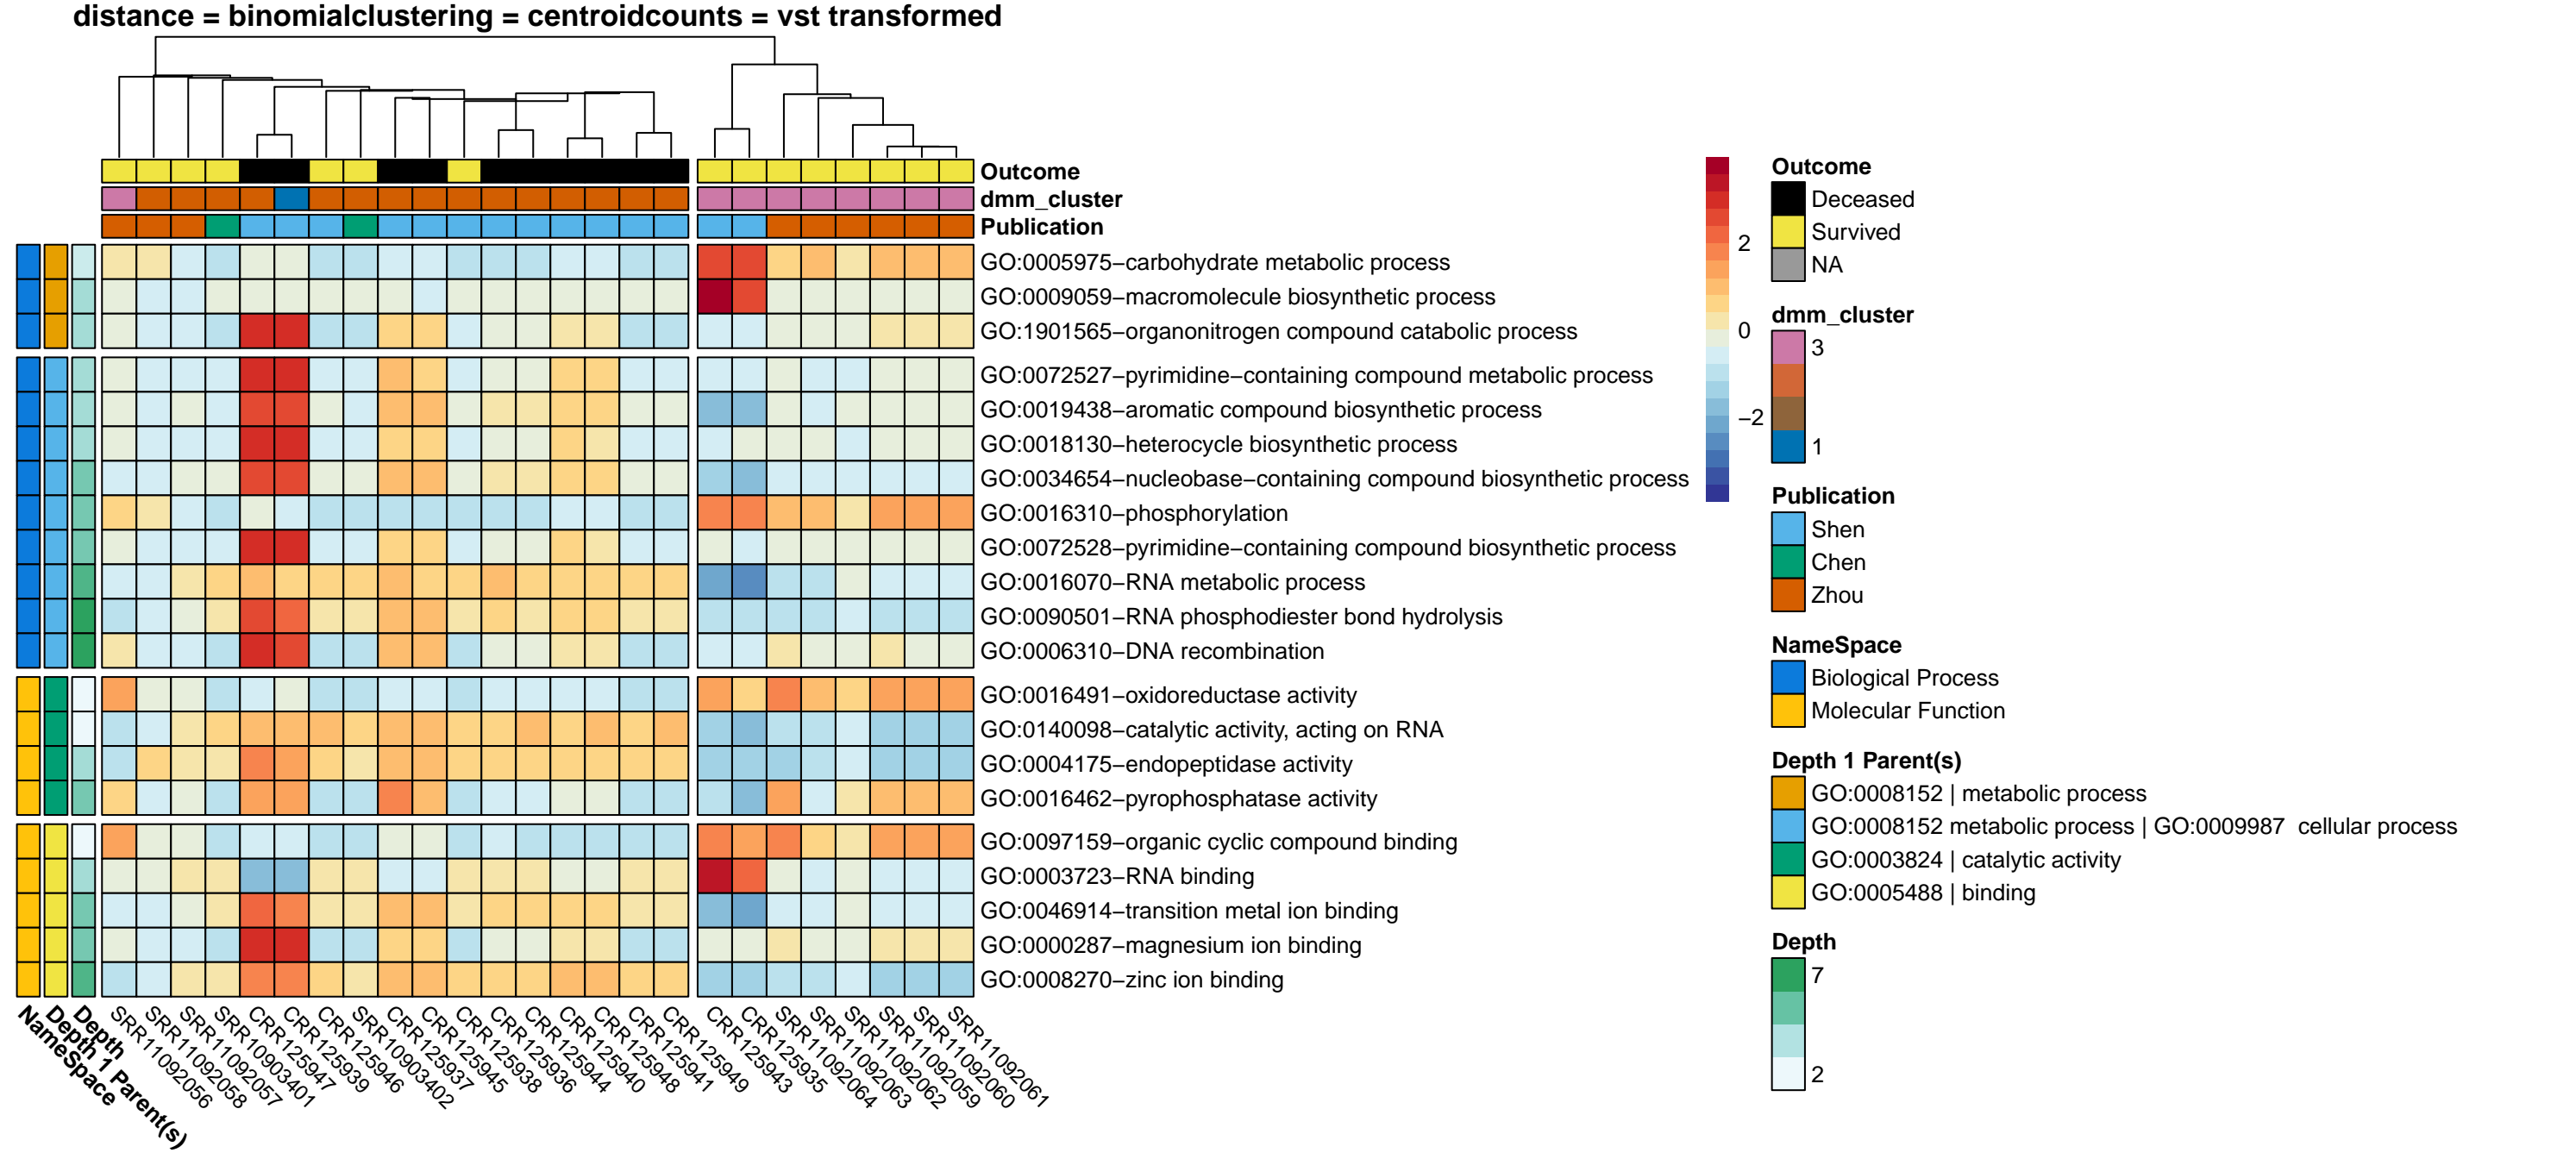 distance = binomialclustering = centroidcounts = vst transformed
Outcome
dmm_cluster
Publication
GO:0005975−carbohydrate metabolic process
GO:0009059−macromolecule biosynthetic process
GO:1901565−organonitrogen compound catabolic process
GO:0072527−pyrimidine−containing compound metabolic process
GO:0019438−aromatic compound biosynthetic process
GO:0018130−heterocycle biosynthetic process
GO:0034654−nucleobase−containing compound biosynthetic process
GO:0016310−phosphorylation
GO:0072528−pyrimidine−containing compound biosynthetic process
GO:0016070−RNA metabolic process
GO:0090501−RNA phosphodiester bond hydrolysis
GO:0006310−DNA recombination
GO:0016491−oxidoreductase activity
GO:0140098−catalytic activity, acting on RNA
GO:0004175−endopeptidase activity
GO:0016462−pyrophosphatase activity
GO:0097159−organic cyclic compound binding
GO:0003723−RNA binding
GO:0046914−transition metal ion binding
GO:0000287−magnesium ion binding
GO:0008270−zinc ion binding
NameSpace
Depth 1 Parent(s)
Depth
SRR11092056
SRR11092058
SRR11092057
SRR1090340​1
CRR125947
CRR125939
CRR125946
SRR10903402
CRR125937
CRR125945
CRR125938
CRR125936
CRR125944
CRR125940
CRR125948
CRR125941
CRR125949
CRR125943
CRR125935
SRR11092064
SRR11092063
SRR11092062
SRR11092059
SRR11092060
SRR11092061
2
0
−2
Outcome
Deceased
Survived
NA
dmm_cluster
3
1
Publication
Shen
Chen
Zhou
NameSpace
Biological Process
Molecular Function
Depth 1 Parent(s)
GO:0008152 | metabolic process
GO:0008152 metabolic process | GO:0009987  cellular process
GO:0003824 | catalytic activity
GO:0005488 | binding
Depth
7
2